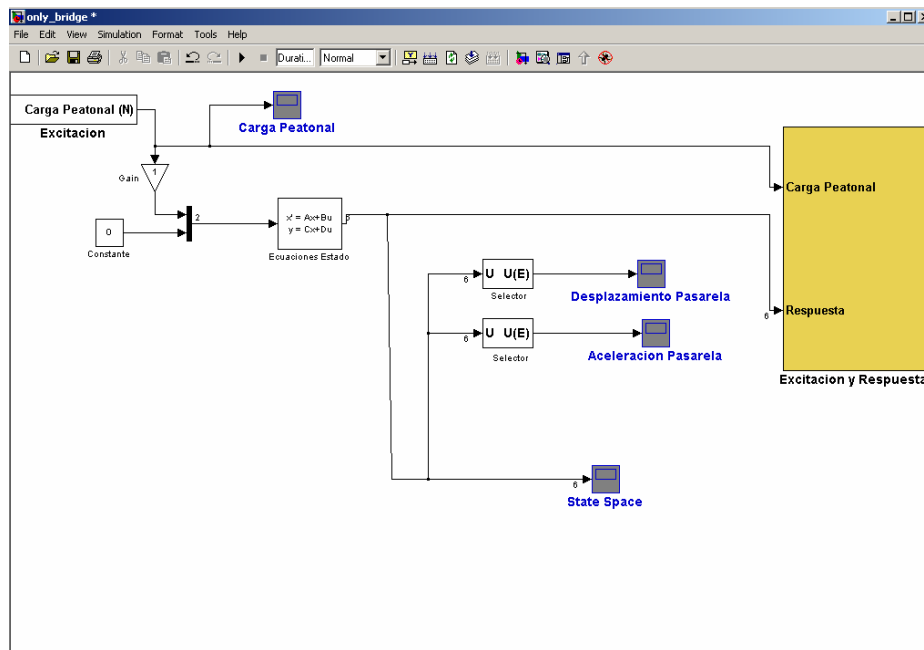 only_bridge *
File Edit View Simulation Format Tools Help
Durati... Normal
Carga Peatonal (N)
Excitacion
Carga Peatonal
Gain
1
2
0
Constante
x' = Ax+Bu
y = Cx+Du
Ecuaciones Estado
Carga Peatonal
6
U U(E)
Selector
Desplazamiento Pasarela
6
U U(E)
Selector
Aceleracion Pasarela
6
Respuesta
Excitacion y Respuesta
6
State Space